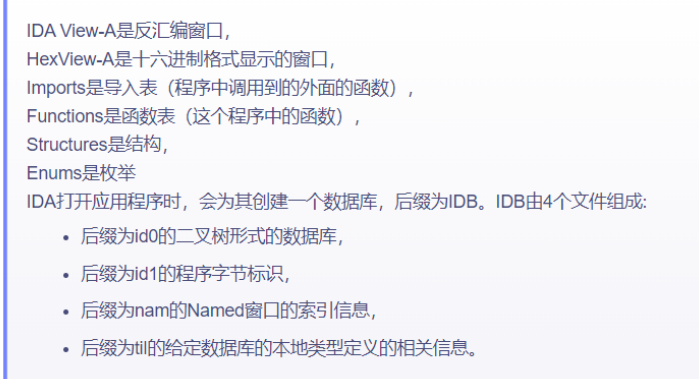 IDA View-A是反汇编窗口，
HexView-A是十六进制格式显示的窗口，
Imports是导入表（程序中调用到的外面的函数），
Functions是函数表（这个程序中的函数），
Structures是结构，
Enums是枚举
IDA打开应用程序时，会为其创建一个数据库，后缀为IDB。IDB由4个文件组成:
• 后缀为id0的二叉树形式的数据库，
• 后缀为id1的程序字节标识，
• 后缀为nam的Named窗口的索引信息，
• 后缀为til的给定数据库的本地类型定义的相关信息。